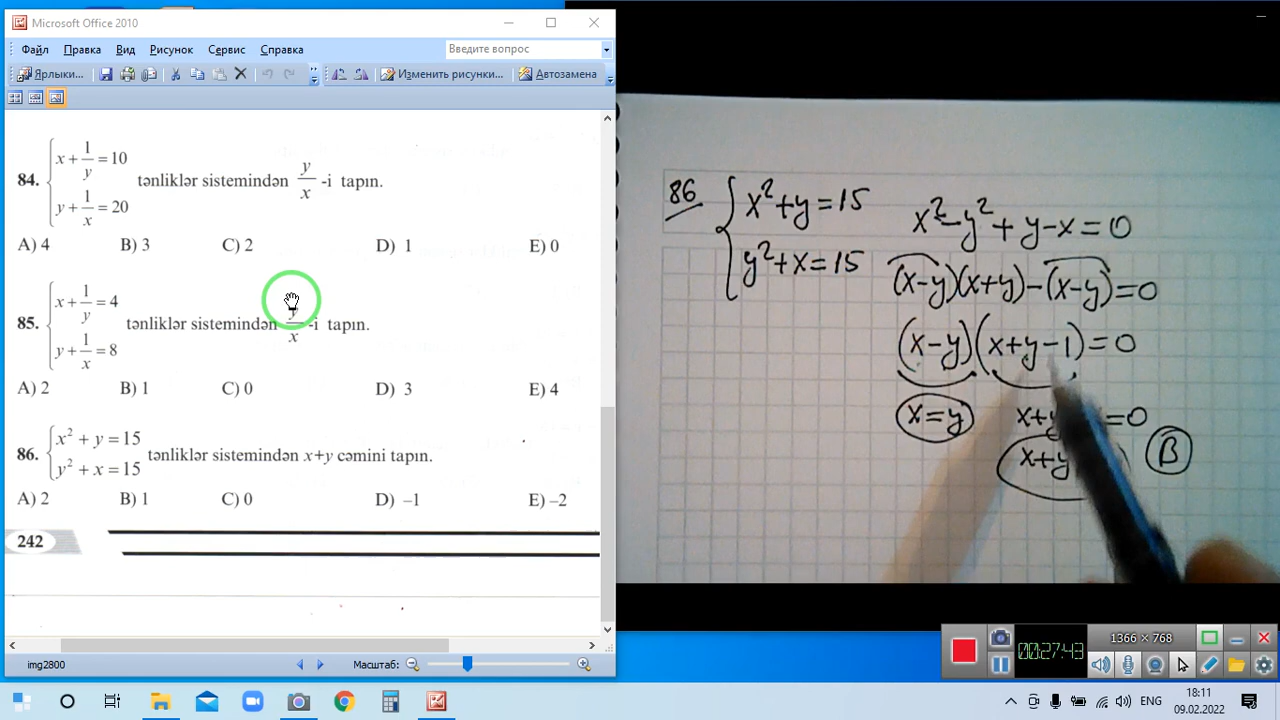 Microsoft Office 2010
Файл Правка Вид Рисунок Сервис Справка Введите вопрос
Ярлыки... Изменить рисунки... Автозамена
84. { x + 1/y = 10
y + 1/x = 20 tənliklər sistemindən y/x -i tapın.
A) 4 B) 3 C) 2 D) 1 E) 0
85. { x + 1/y = 4
y + 1/x = 8 tənliklər sistemindən y/x -i tapın.
A) 2 B) 1 C) 0 D) 3 E) 4
86. { x² + y = 15
y² + x = 15 tənliklər sistemindən x+y cəmini tapın.
A) 2 B) 1 C) 0 D) –1 E) –2
242
img2800 Масштаб:
86 { x²+y=15
y²+x=15
x²-y²+y-x=0
(x-y)(x+y)-(x-y)=0
(x-y)(x+y-1)=0
x=y x+y =0
x+y B
00:27:43 1366 × 768
ENG 18:11
09.02.2022